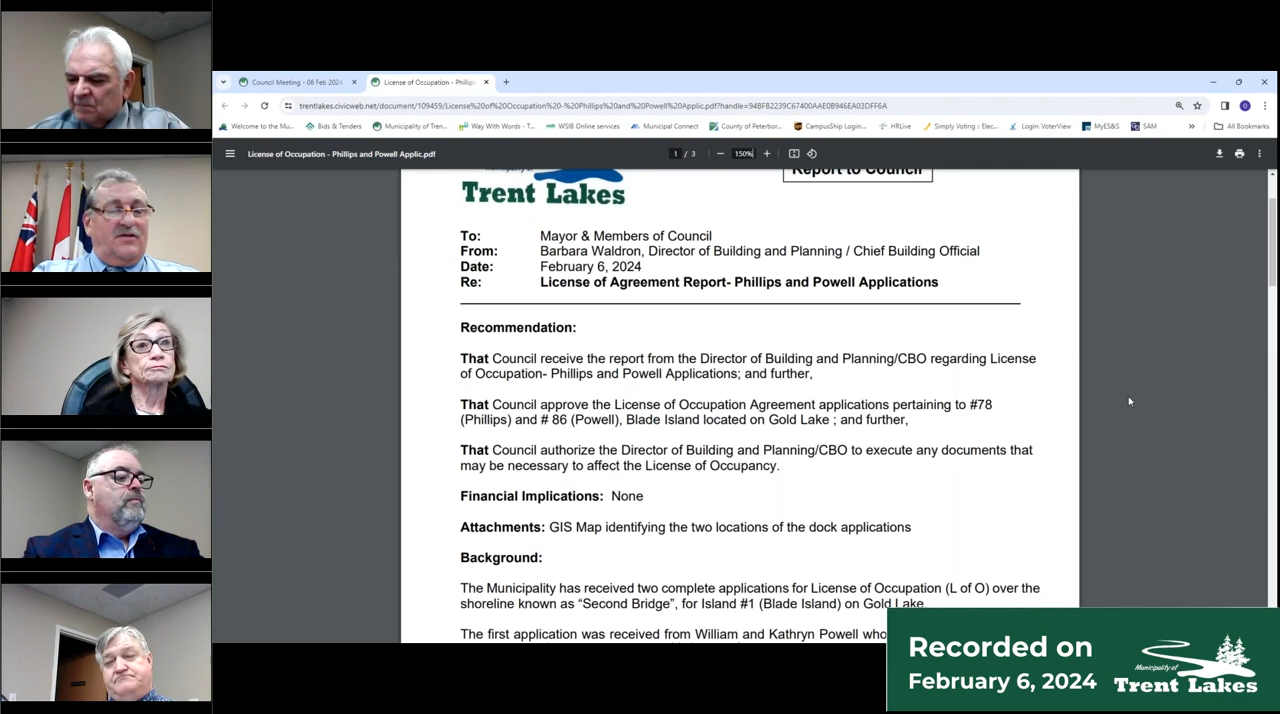 Council Meeting - 06 Feb 2024
License of Occupation - Phillips
trentlakes.civicweb.net/document/109459/License%20of%20Occupation%20-%20Phillips%20and%20Powell%20Applic.pdf?handle=94BFB2239C67400AAE0B946EA03DFF6A
Welcome to the Mu...
Bids & Tenders
Municipality of Tren...
Way With Words - T...
WSIB Online services
Municipal Connect
County of Peterbor...
CampusShip Login:...
HRLive
Simply Voting :: Elec...
Login: VoterView
MyES&S
SAM
All Bookmarks
License of Occupation - Phillips and Powell Applic.pdf
1 / 3
150%
Report to Council
Trent Lakes
To: Mayor & Members of Council
From: Barbara Waldron, Director of Building and Planning / Chief Building Official
Date: February 6, 2024
Re: License of Agreement Report- Phillips and Powell Applications
Recommendation:
That Council receive the report from the Director of Building and Planning/CBO regarding License
of Occupation- Phillips and Powell Applications; and further,
That Council approve the License of Occupation Agreement applications pertaining to #78
(Phillips) and # 86 (Powell), Blade Island located on Gold Lake ; and further,
That Council authorize the Director of Building and Planning/CBO to execute any documents that
may be necessary to affect the License of Occupancy.
Financial Implications: None
Attachments: GIS Map identifying the two locations of the dock applications
Background:
The Municipality has received two complete applications for License of Occupation (L of O) over the
shoreline known as “Second Bridge”, for Island #1 (Blade Island) on Gold Lake.
The first application was received from William and Kathryn Powell who
Recorded on
February 6, 2024
Municipality of
Trent Lakes